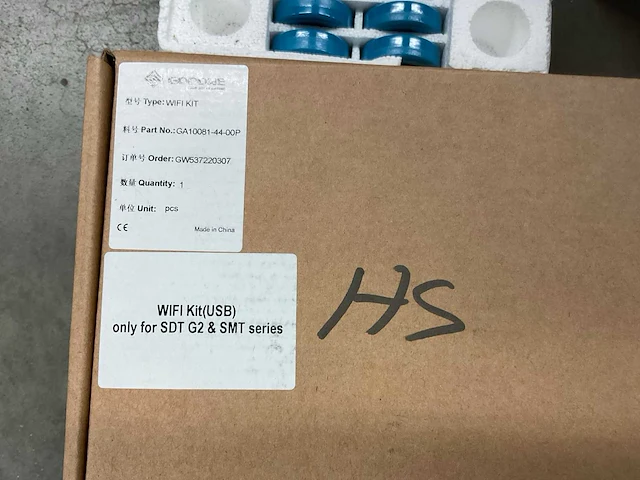 GOODWE
型号 Type: WIFI KIT
料号 Part No.: GA10081-44-00P
订单号 Order: GW537220307
数量 Quantity: 1
单位 Unit: pcs
CE Made in China
WIFI Kit(USB)
only for SDT G2 & SMT series
HS